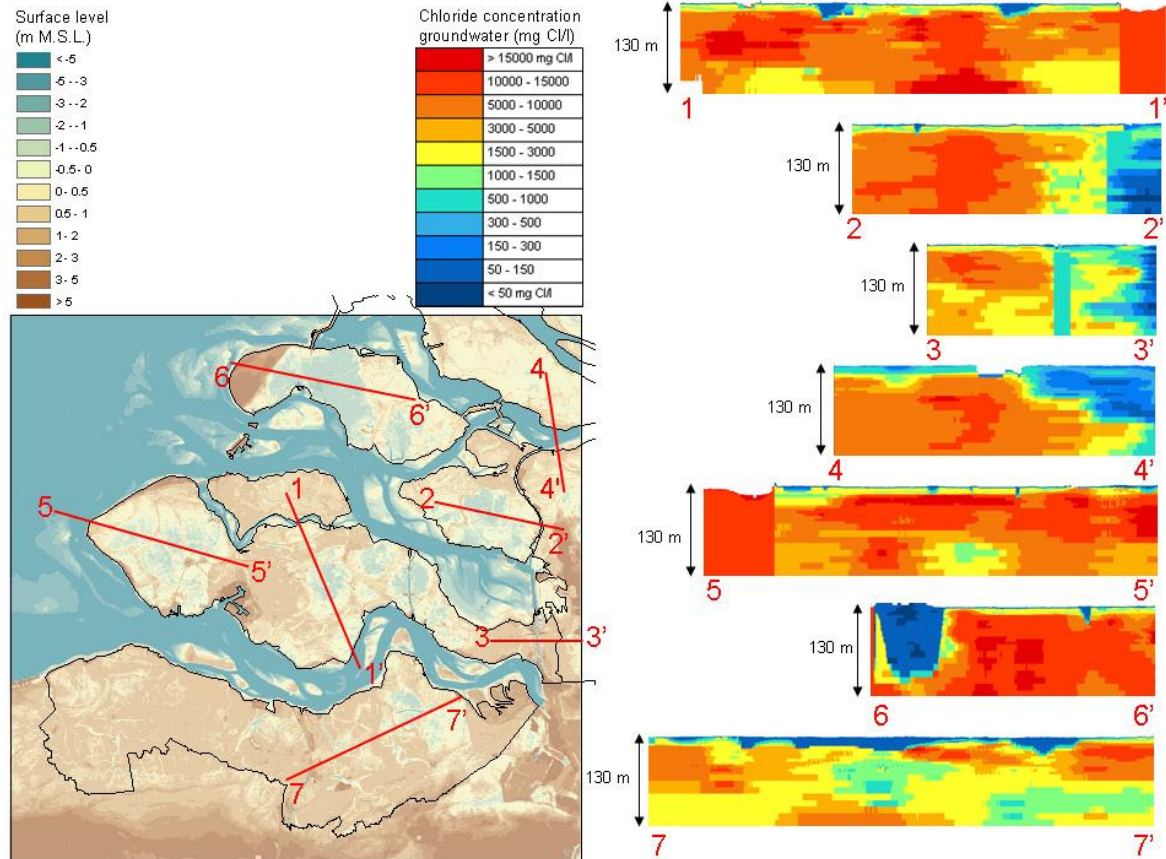 Surface level
(m M.S.L.)
<-5
-5 - -3
-3 - -2
-2 - -1
-1 - -0.5
-0.5 - 0
0 - 0.5
0.5 - 1
1 - 2
2 - 3
3 - 5
> 5
Chloride concentration
groundwater (mg Cl/l)
> 15000 mg Cl/l
10000 - 15000
5000 - 10000
3000 - 5000
1500 - 3000
1000 - 1500
500 - 1000
300 - 500
150 - 300
50 - 150
< 50 mg Cl/l
6
6'
4
4'
5
5'
1
1'
2
2'
3
3'
7
7'
130 m
1
1'
130 m
2
2'
130 m
3
3'
130 m
4
4'
130 m
5
5'
130 m
6
6'
130 m
7
7'